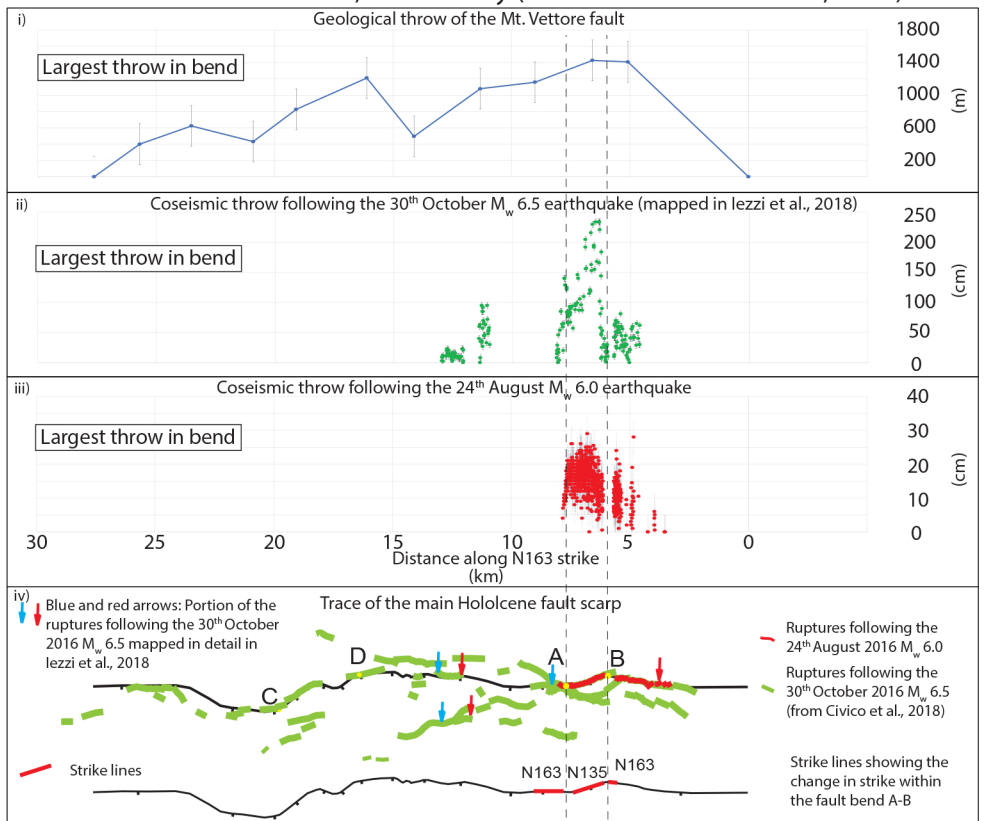 i)
Geological throw of the Mt. Vettore fault
Largest throw in bend
1800
1400
1000
600
200
(m)
ii)
Coseismic throw following the 30th October Mw 6.5 earthquake (mapped in Iezzi et al., 2018)
Largest throw in bend
250
200
150
100
50
0
(cm)
iii)
Coseismic throw following the 24th August Mw 6.0 earthquake
Largest throw in bend
40
30
20
10
0
(cm)
30 25 20 15 10 5 0
Distance along N163 strike
(km)
iv)
Trace of the main Hololcene fault scarp
Blue and red arrows: Portion of the
ruptures following the 30th October
2016 Mw 6.5 mapped in detail in
Iezzi et al., 2018
Ruptures following the
24th August 2016 Mw 6.0
Ruptures following the
30th October 2016 Mw 6.5
(from Civico et al., 2018)
D
A
B
C
Strike lines
N163 N135 N163
Strike lines showing the
change in strike within
the fault bend A-B